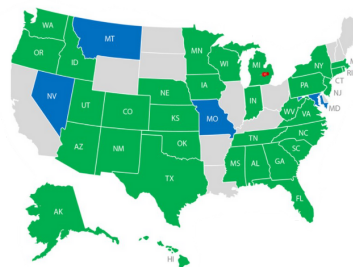 WA
MT
OR
ID
MN
WI
MI
NY
M
RI
CT
NJ
MD
PA
IA
NE
NV
UT
CO
KS
MO
IN
WV
VA
NC
TN
SC
OK
AZ
NM
TX
MS
AL
GA
FL
AK
HI